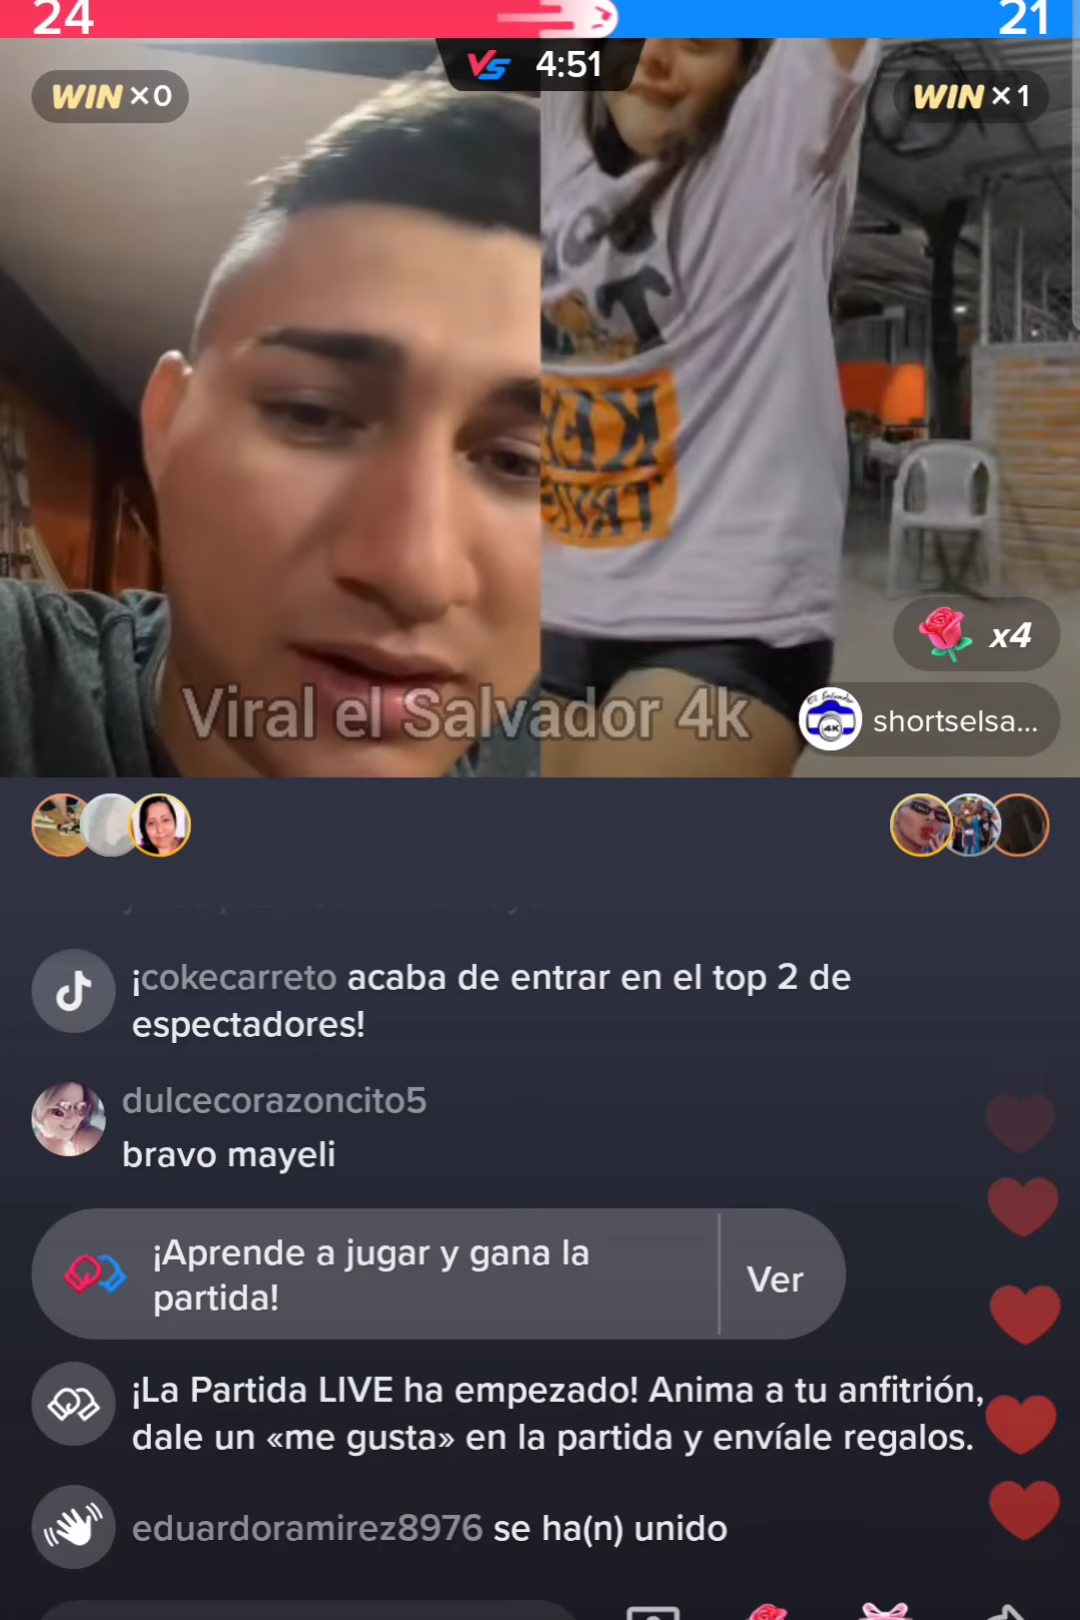 24
21
VS 4:51
WIN ×0
WIN ×1
x4
Viral el Salvador 4k
4K
shortselsa...
¡cokecarreto acaba de entrar en el top 2 de
espectadores!
dulcecorazoncito5
bravo mayeli
¡Aprende a jugar y gana la
partida!
Ver
¡La Partida LIVE ha empezado! Anima a tu anfitrión,
dale un «me gusta» en la partida y envíale regalos.
eduardoramirez8976 se ha(n) unido